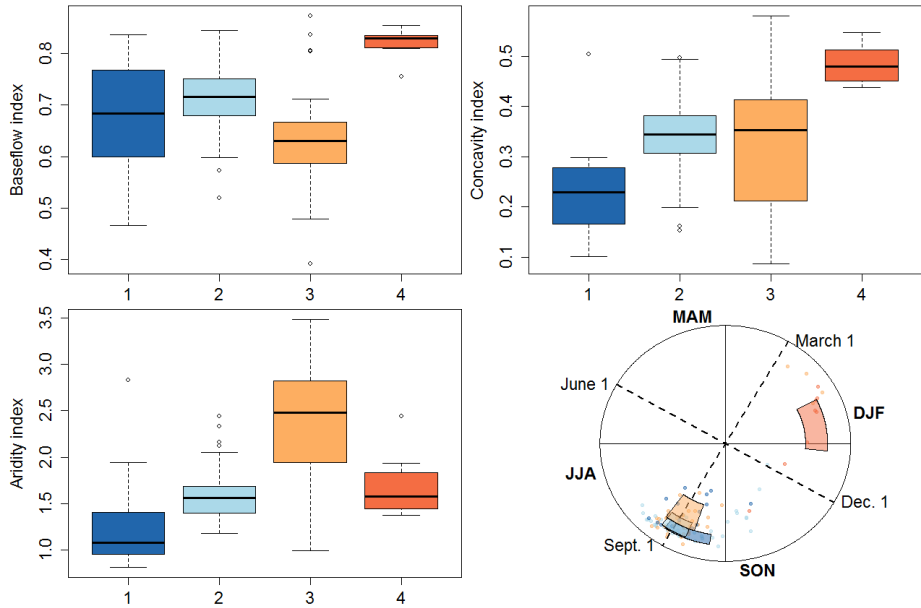 Baseflow index
0.8
0.7
0.6
0.5
0.4
1 2 3 4
Concavity index
0.5
0.4
0.3
0.2
0.1
1 2 3 4
Aridity index
3.5
3.0
2.5
2.0
1.5
1.0
1 2 3 4
MAM
March 1
June 1
DJF
JJA
Dec. 1
Sept. 1
SON